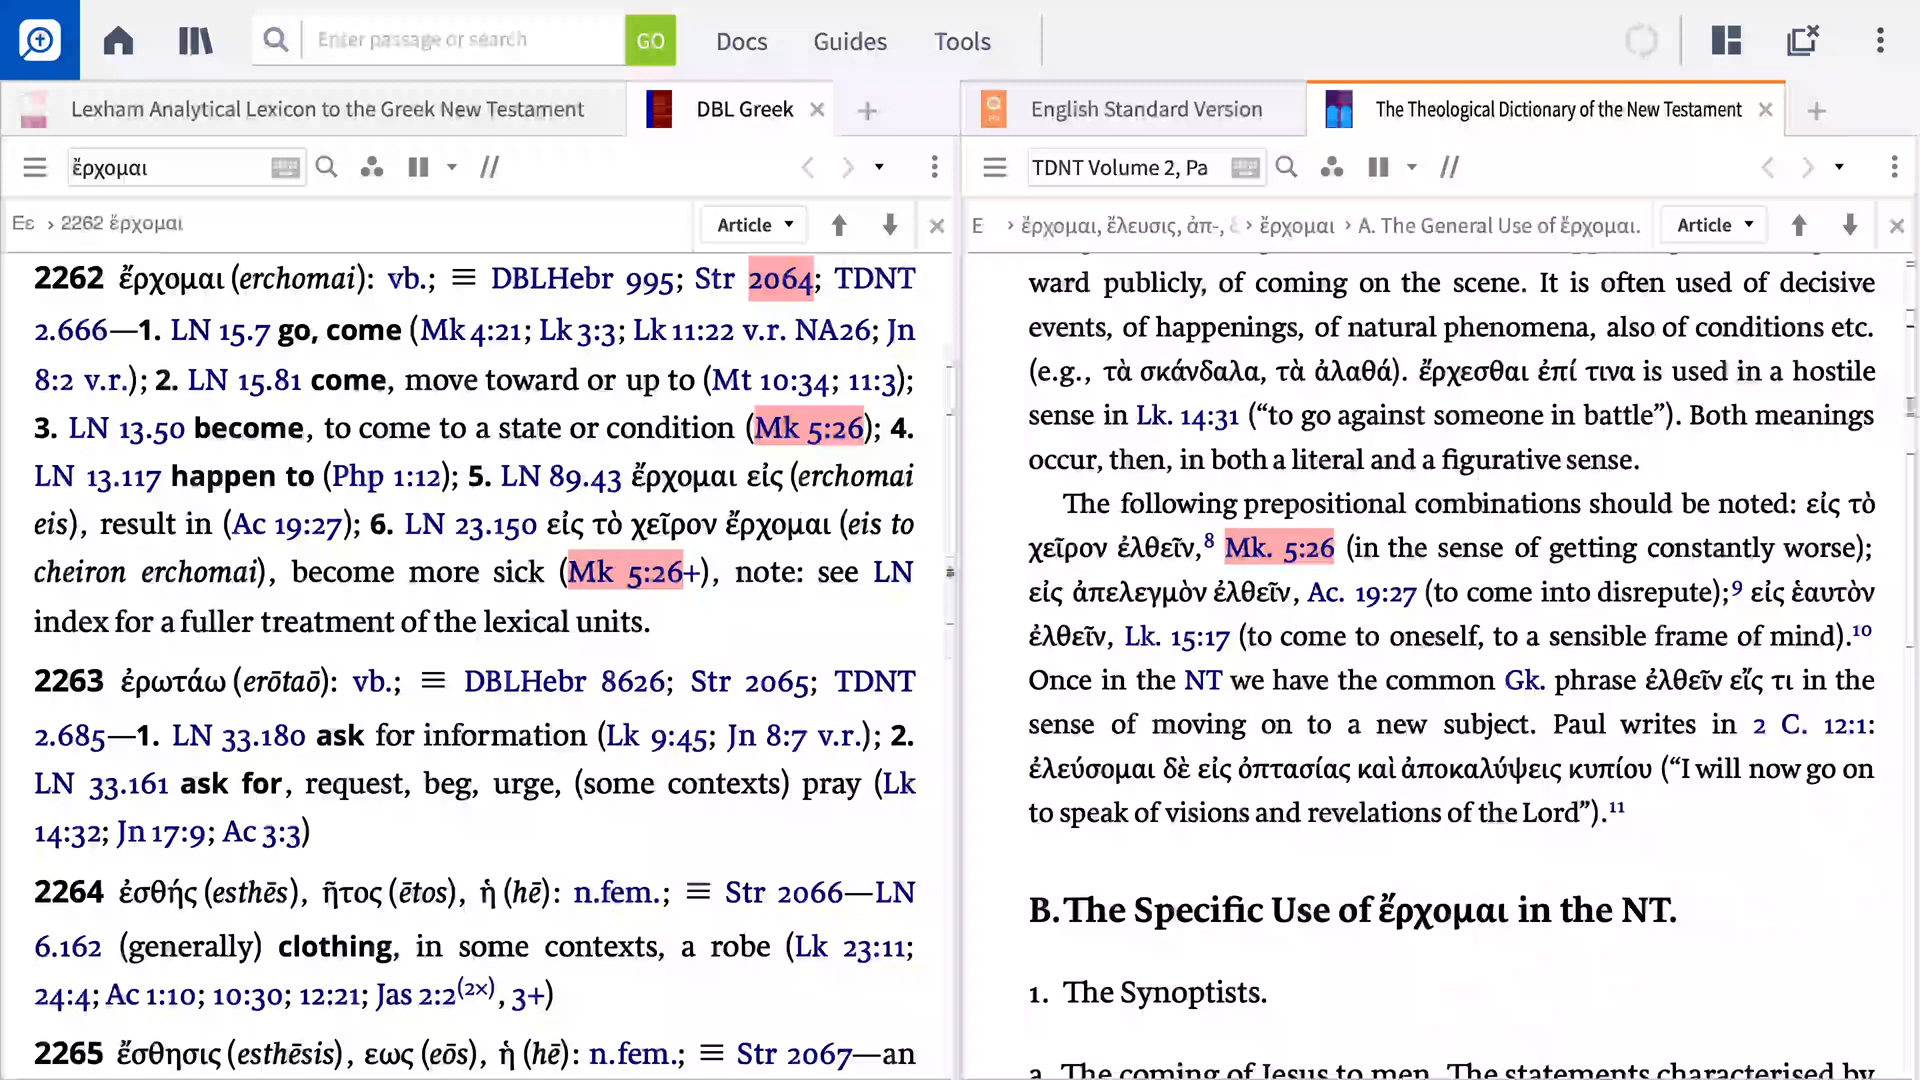 Enter passage or search
GO
Docs
Guides
Tools
Lexham Analytical Lexicon to the Greek New Testament
DBL Greek
ἔρχομαι
Εε › 2262 ἔρχομαι
Article
2262 ἔρχομαι (erchomai): vb.; ≡ DBLHebr 995; Str 2064; TDNT
2.666—1. LN 15.7 go, come (Mk 4:21; Lk 3:3; Lk 11:22 v.r. NA26; Jn
8:2 v.r.); 2. LN 15.81 come, move toward or up to (Mt 10:34; 11:3);
3. LN 13.50 become, to come to a state or condition (Mk 5:26); 4.
LN 13.117 happen to (Php 1:12); 5. LN 89.43 ἔρχομαι εἰς (erchomai
eis), result in (Ac 19:27); 6. LN 23.150 εἰς τὸ χεῖρον ἔρχομαι (eis to
cheiron erchomai), become more sick (Mk 5:26+), note: see LN
index for a fuller treatment of the lexical units.
2263 ἐρωτάω (erōtaō): vb.; ≡ DBLHebr 8626; Str 2065; TDNT
2.685—1. LN 33.180 ask for information (Lk 9:45; Jn 8:7 v.r.); 2.
LN 33.161 ask for, request, beg, urge, (some contexts) pray (Lk
14:32; Jn 17:9; Ac 3:3)
2264 ἐσθής (esthēs), ῆτος (ētos), ἡ (hē): n.fem.; ≡ Str 2066—LN
6.162 (generally) clothing, in some contexts, a robe (Lk 23:11;
24:4; Ac 1:10; 10:30; 12:21; Jas 2:2(2x), 3+)
2265 ἔσθησις (esthēsis), εως (eōs), ἡ (hē): n.fem.; ≡ Str 2067—an
English Standard Version
The Theological Dictionary of the New Testament
TDNT Volume 2, Pa
E › ἔρχομαι, ἔλευσις, ἀπ-, › ἔρχομαι › A. The General Use of ἔρχομαι.
Article
ward publicly, of coming on the scene. It is often used of decisive
events, of happenings, of natural phenomena, also of conditions etc.
(e.g., τὰ σκάνδαλα, τὰ ἀλαθά). ἔρχεσθαι ἐπί τινα is used in a hostile
sense in Lk. 14:31 (“to go against someone in battle”). Both meanings
occur, then, in both a literal and a figurative sense.
The following prepositional combinations should be noted: εἰς τὸ
χεῖρον ἐλθεῖν,8 Mk. 5:26 (in the sense of getting constantly worse);
εἰς ἀπελεγμὸν ἐλθεῖν, Ac. 19:27 (to come into disrepute);9 εἰς ἑαυτὸν
ἐλθεῖν, Lk. 15:17 (to come to oneself, to a sensible frame of mind).10
Once in the NT we have the common Gk. phrase ἐλθεῖν εἴς τι in the
sense of moving on to a new subject. Paul writes in 2 C. 12:1:
ἐλεύσομαι δὲ εἰς ὀπτασίας καὶ ἀποκαλύψεις κυπίου (“I will now go on
to speak of visions and revelations of the Lord”).11
B. The Specific Use of ἔρχομαι in the NT.
1. The Synoptists.
a. The coming of Jesus to men. The statements characterised by